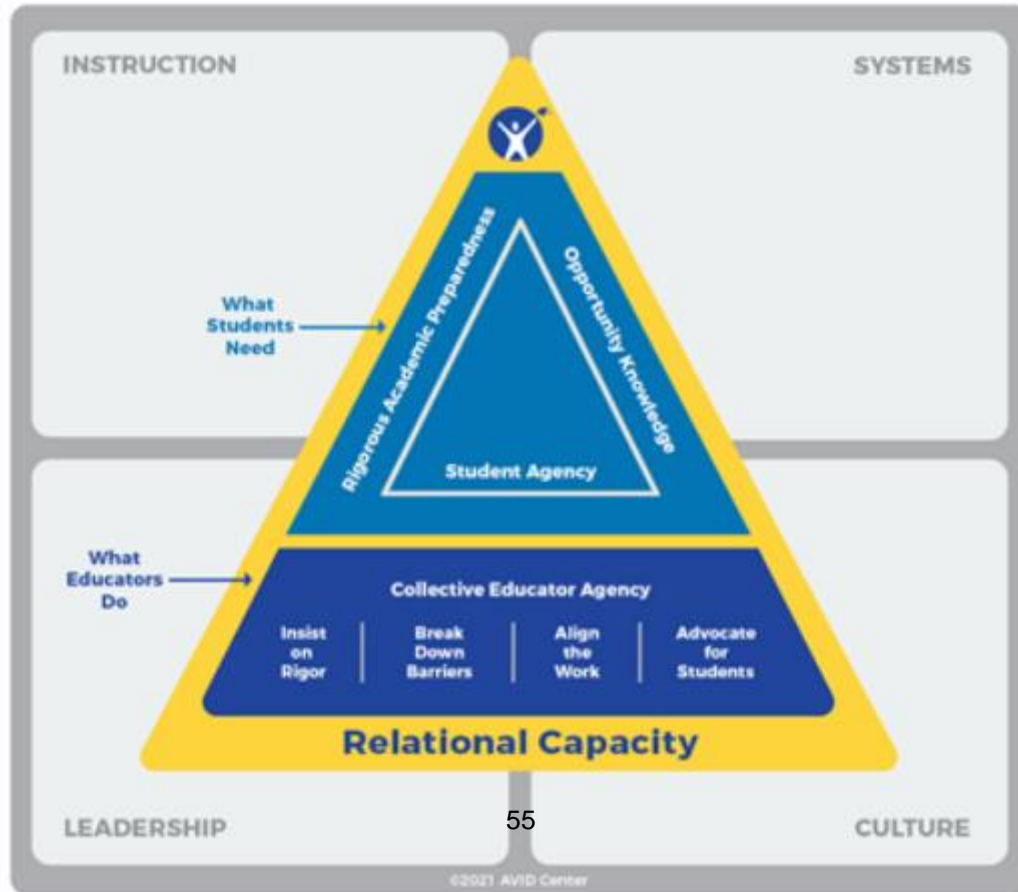 INSTRUCTION
SYSTEMS
What
Students
Need
Rigorous Academic Preparedness
Opportunity Knowledge
Student Agency
What
Educators
Do
Collective Educator Agency
Insist
on
Rigor
Break
Down
Barriers
Align
the
Work
Advocate
for
Students
Relational Capacity
LEADERSHIP
55
CULTURE
©2021 AVID Center